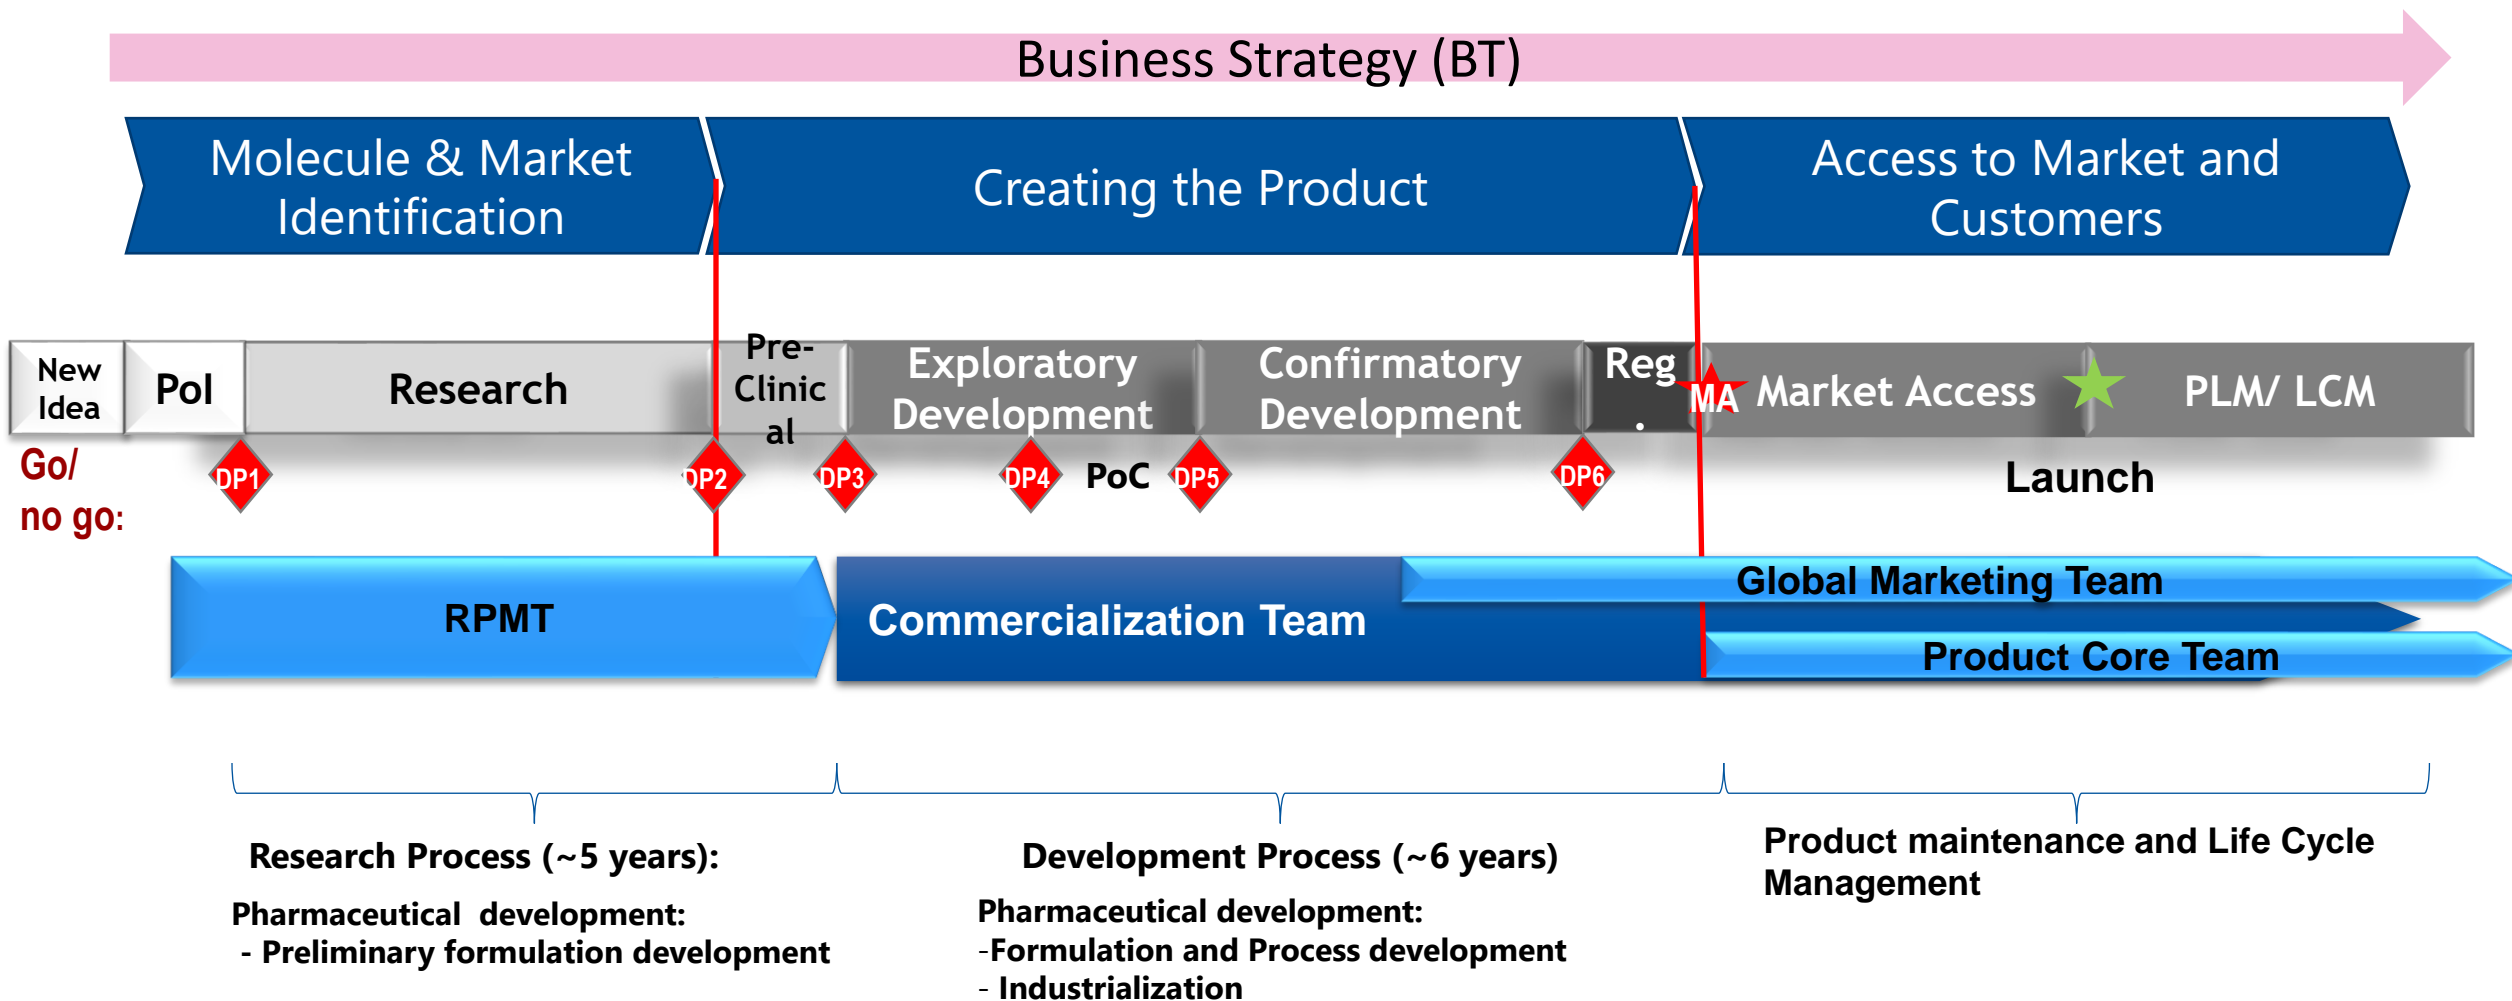 Business Strategy (BT)
Molecule & Market
Identification
Creating the Product
Access to Market and
Customers
New
Idea
PoI
Research
Pre-
Clinic
al
Exploratory
Development
Confirmatory
Development
Reg
.
MA
Market Access
PLM/ LCM
Go/
no go:
DP1
DP2
DP3
DP4
PoC
DP5
DP6
Launch
RPMT
Commercialization Team
Global Marketing Team
Product Core Team
Research Process (~5 years):
Pharmaceutical development:
- Preliminary formulation development
Development Process (~6 years)
Pharmaceutical development:
-Formulation and Process development
- Industrialization
Product maintenance and Life Cycle
Management